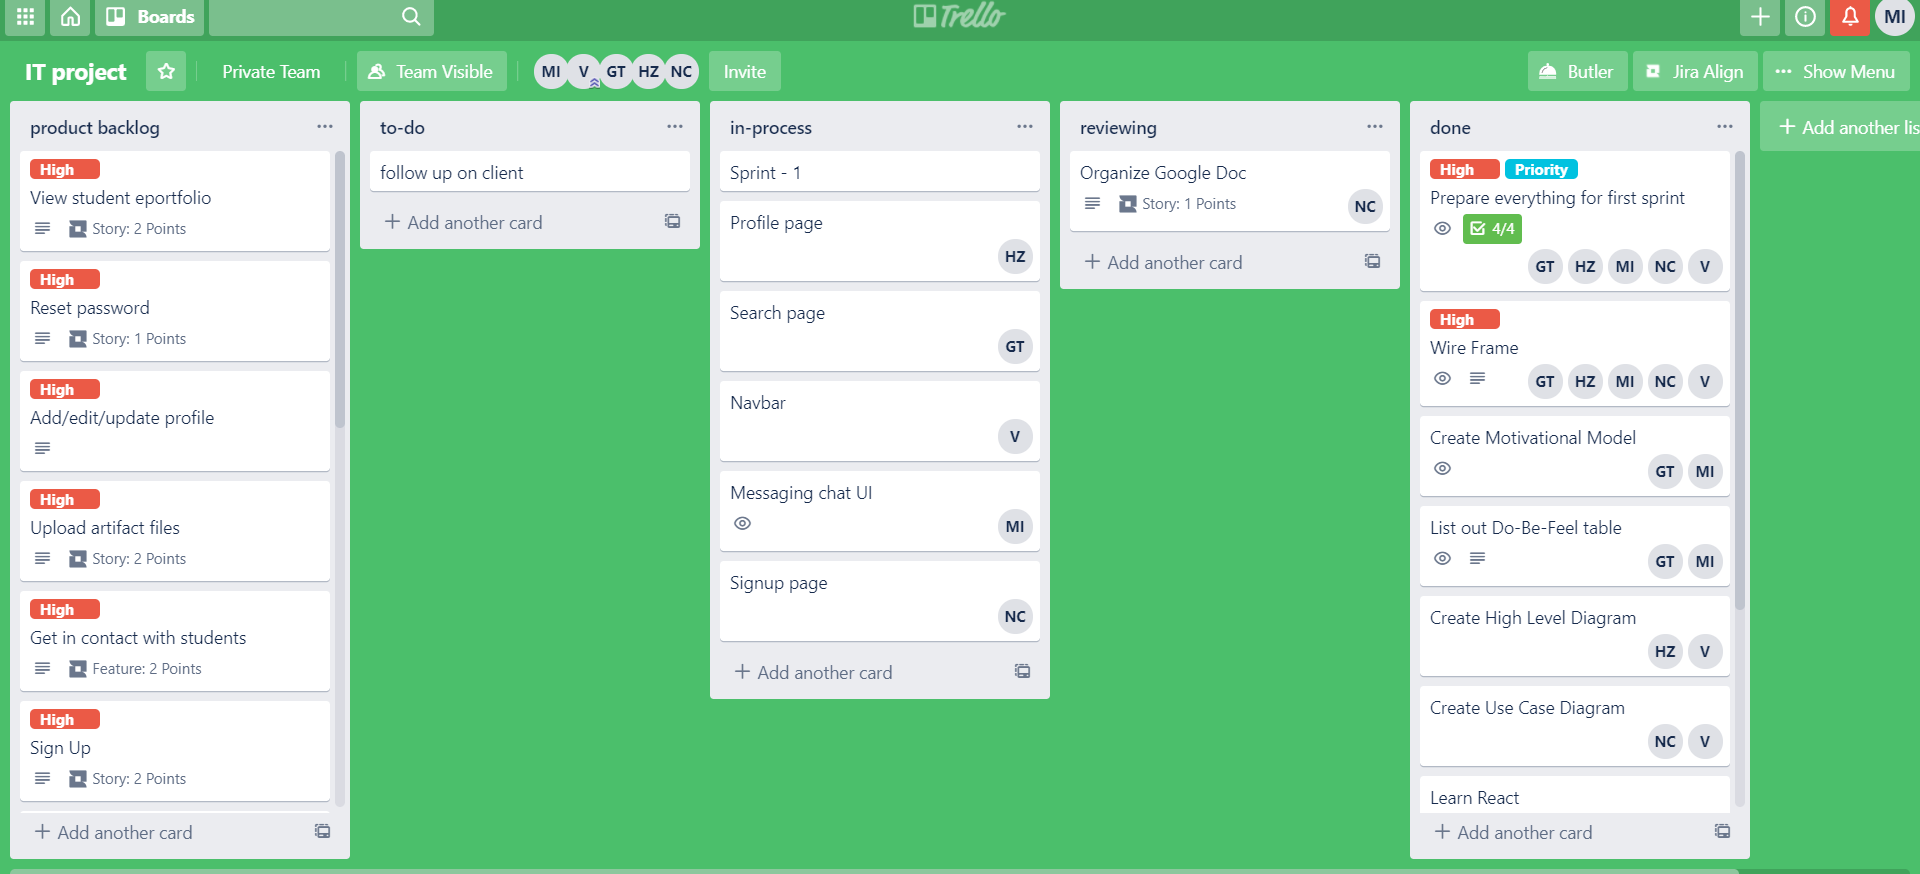 Boards
Trello
MI
IT project
Private Team
Team Visible
MI V GT HZ NC
Invite
Butler
Jira Align
Show Menu
product backlog
High
View student eportfolio
Story: 2 Points
High
Reset password
Story: 1 Points
High
Add/edit/update profile
High
Upload artifact files
Story: 2 Points
High
Get in contact with students
Feature: 2 Points
High
Sign Up
Story: 2 Points
+ Add another card
to-do
follow up on client
+ Add another card
in-process
Sprint - 1
Profile page
HZ
Search page
GT
Navbar
V
Messaging chat UI
MI
Signup page
NC
+ Add another card
reviewing
Organize Google Doc
Story: 1 Points
NC
+ Add another card
done
High Priority
Prepare everything for first sprint
4/4
GT HZ MI NC V
High
Wire Frame
GT HZ MI NC V
Create Motivational Model
GT MI
List out Do-Be-Feel table
GT MI
Create High Level Diagram
HZ V
Create Use Case Diagram
NC V
Learn React
+ Add another card
+ Add another lis